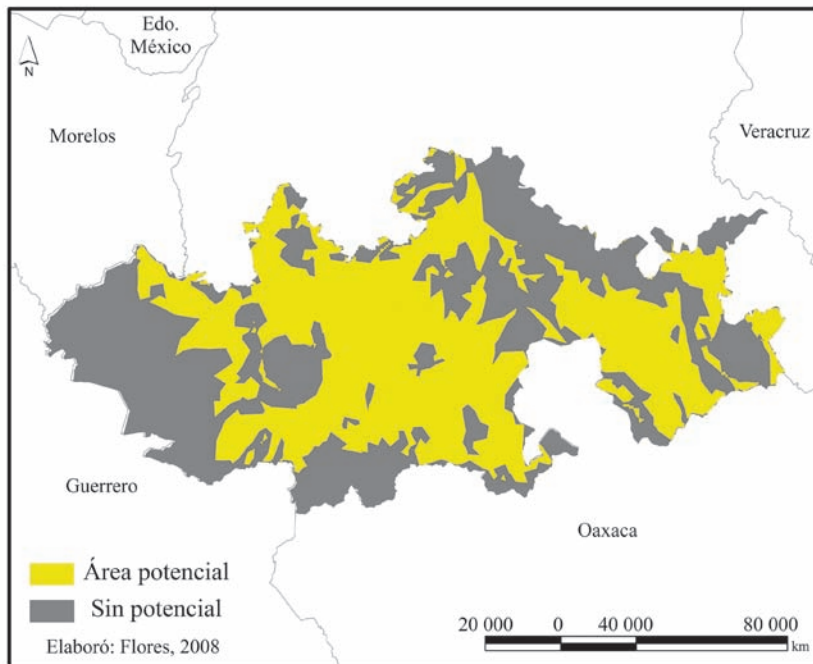 Edo.
México
N
Morelos
Veracruz
Guerrero
Oaxaca
Área potencial
Sin potencial
Elaboró: Flores, 2008
20 000 0 40 000 80 000
km